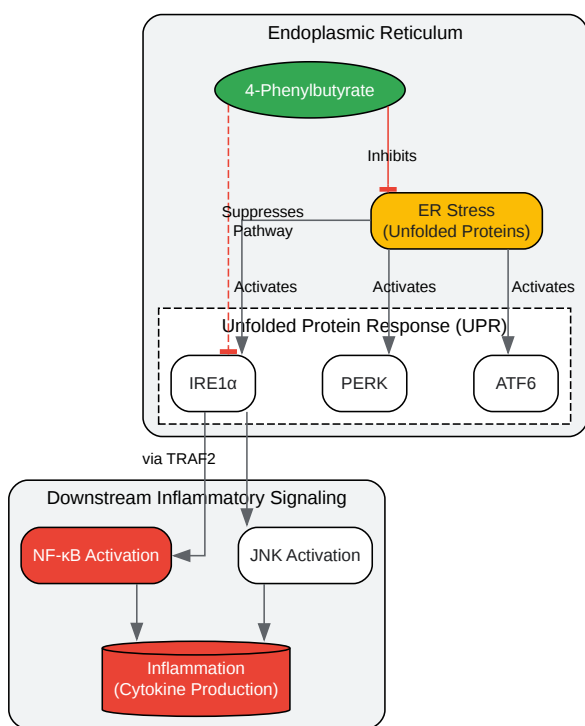 Endoplasmic Reticulum
4-Phenylbutyrate
Inhibits
ER Stress
(Unfolded Proteins)
Suppresses
Pathway
Activates
Activates
Activates
Unfolded Protein Response (UPR)
IRE1α
PERK
ATF6
via TRAF2
Downstream Inflammatory Signaling
NF-κB Activation
JNK Activation
Inflammation
(Cytokine Production)